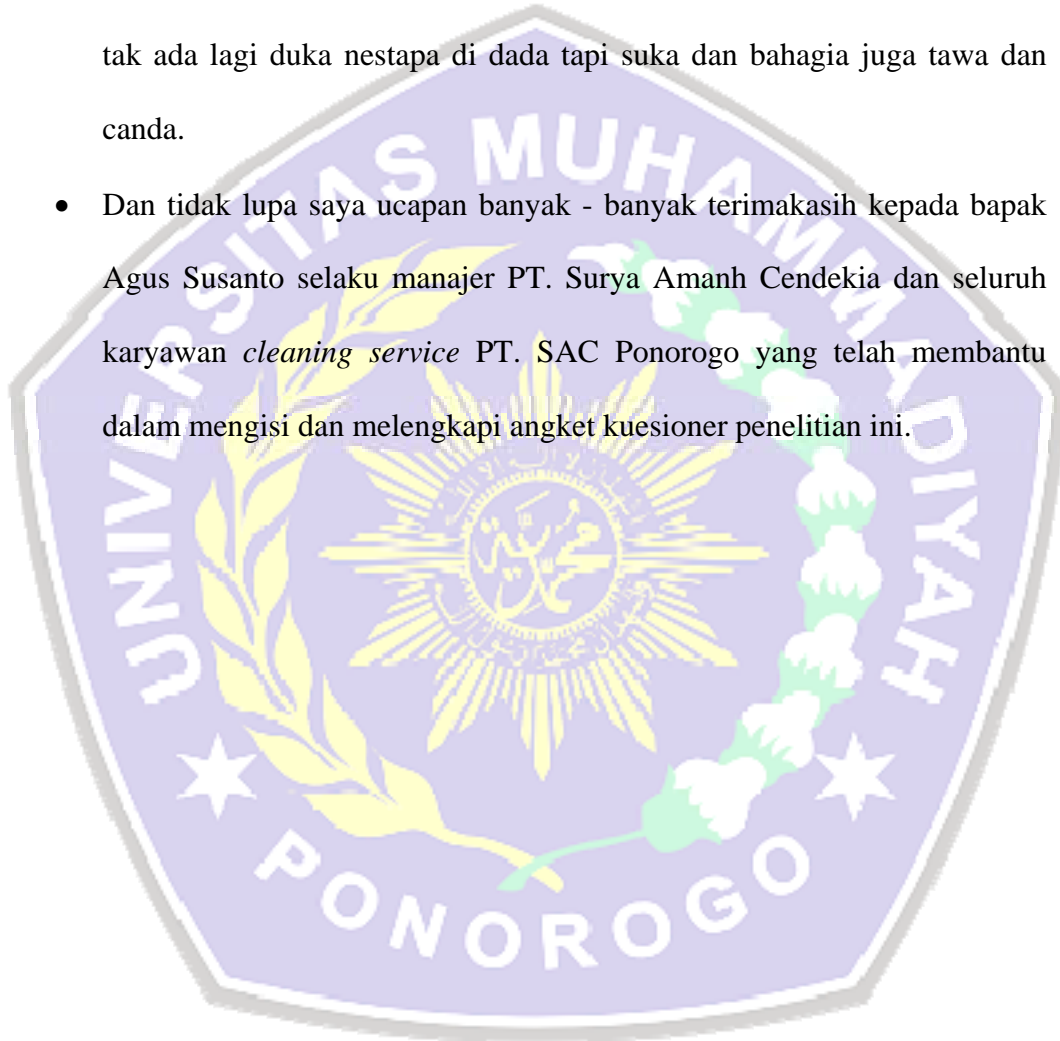 tak ada lagi duka nestapa di dada tapi suka dan bahagia juga tawa dan
canda.
• Dan tidak lupa saya ucapan banyak - banyak terimakasih kepada bapak
Agus Susanto selaku manajer PT. Surya Amanh Cendekia dan seluruh
karyawan cleaning service PT. SAC Ponorogo yang telah membantu
dalam mengisi dan melengkapi angket kuesioner penelitian ini.
UNIVERSITAS MUHAMMADIYAH
PONOROGO